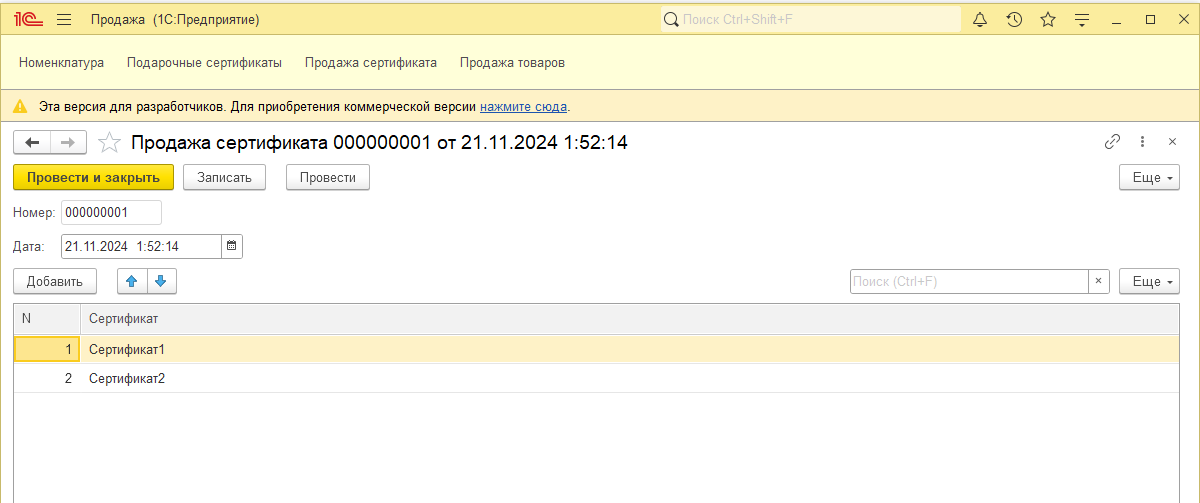 1С Продажа (1С:Предприятие) Поиск Ctrl+Shift+F
Номенклатура Подарочные сертификаты Продажа сертификата Продажа товаров
Эта версия для разработчиков. Для приобретения коммерческой версии нажмите сюда.
Продажа сертификата 000000001 от 21.11.2024 1:52:14
Провести и закрыть Записать Провести Еще
Номер: 000000001
Дата: 21.11.2024 1:52:14
Добавить Поиск (Ctrl+F) × Еще
N Сертификат
1 Сертификат1
2 Сертификат2